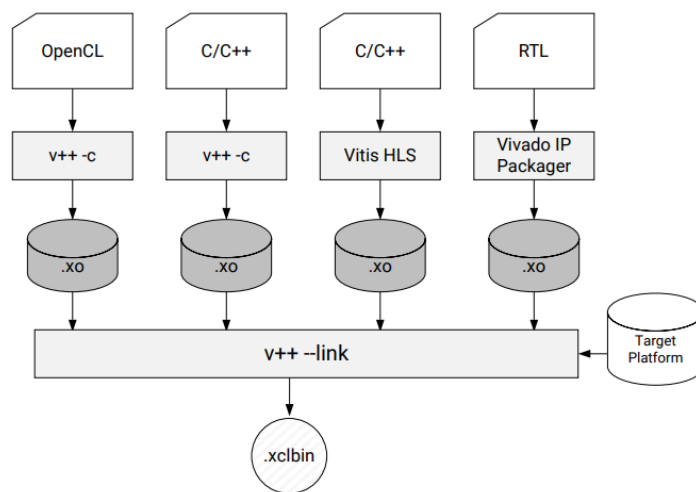 OpenCL
C/C++
C/C++
RTL
v++ -c
v++ -c
Vitis HLS
Vivado IP
Packager
.xo
.xo
.xo
.xo
v++ --link
Target
Platform
.xclbin